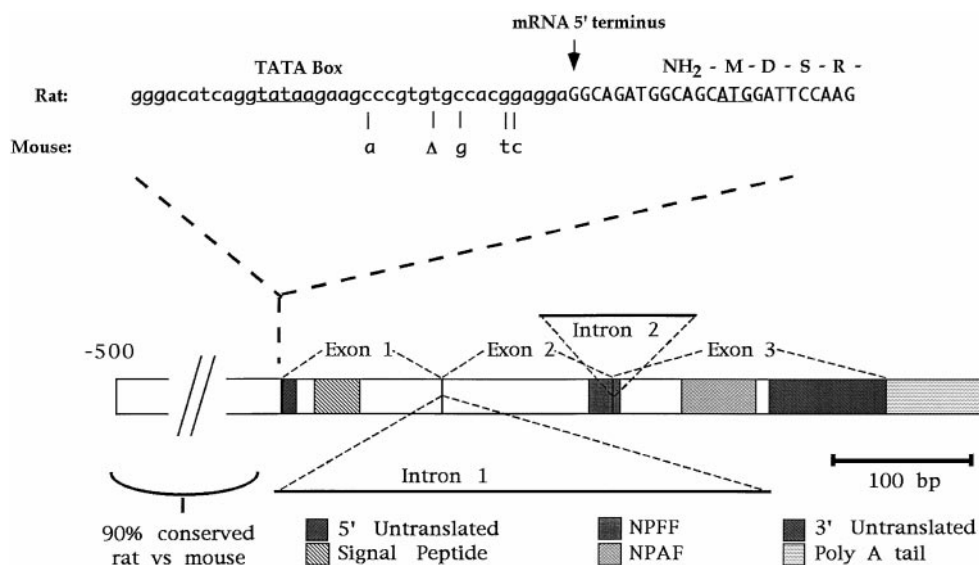 mRNA 5' terminus
TATA Box
NH2 - M - D - S - R -
Rat: gggacatcaggtataagaagcccgtgtgccacggaggaGGCAGATGGCAGCATGGATTCCAAG
Mouse: a Δ g tc
Intron 2
-500
Exon 1 Exon 2 Exon 3
100 bp
Intron 1
90% conserved
rat vs mouse
5' Untranslated
Signal Peptide
NPFF
NPAF
3' Untranslated
Poly A tail